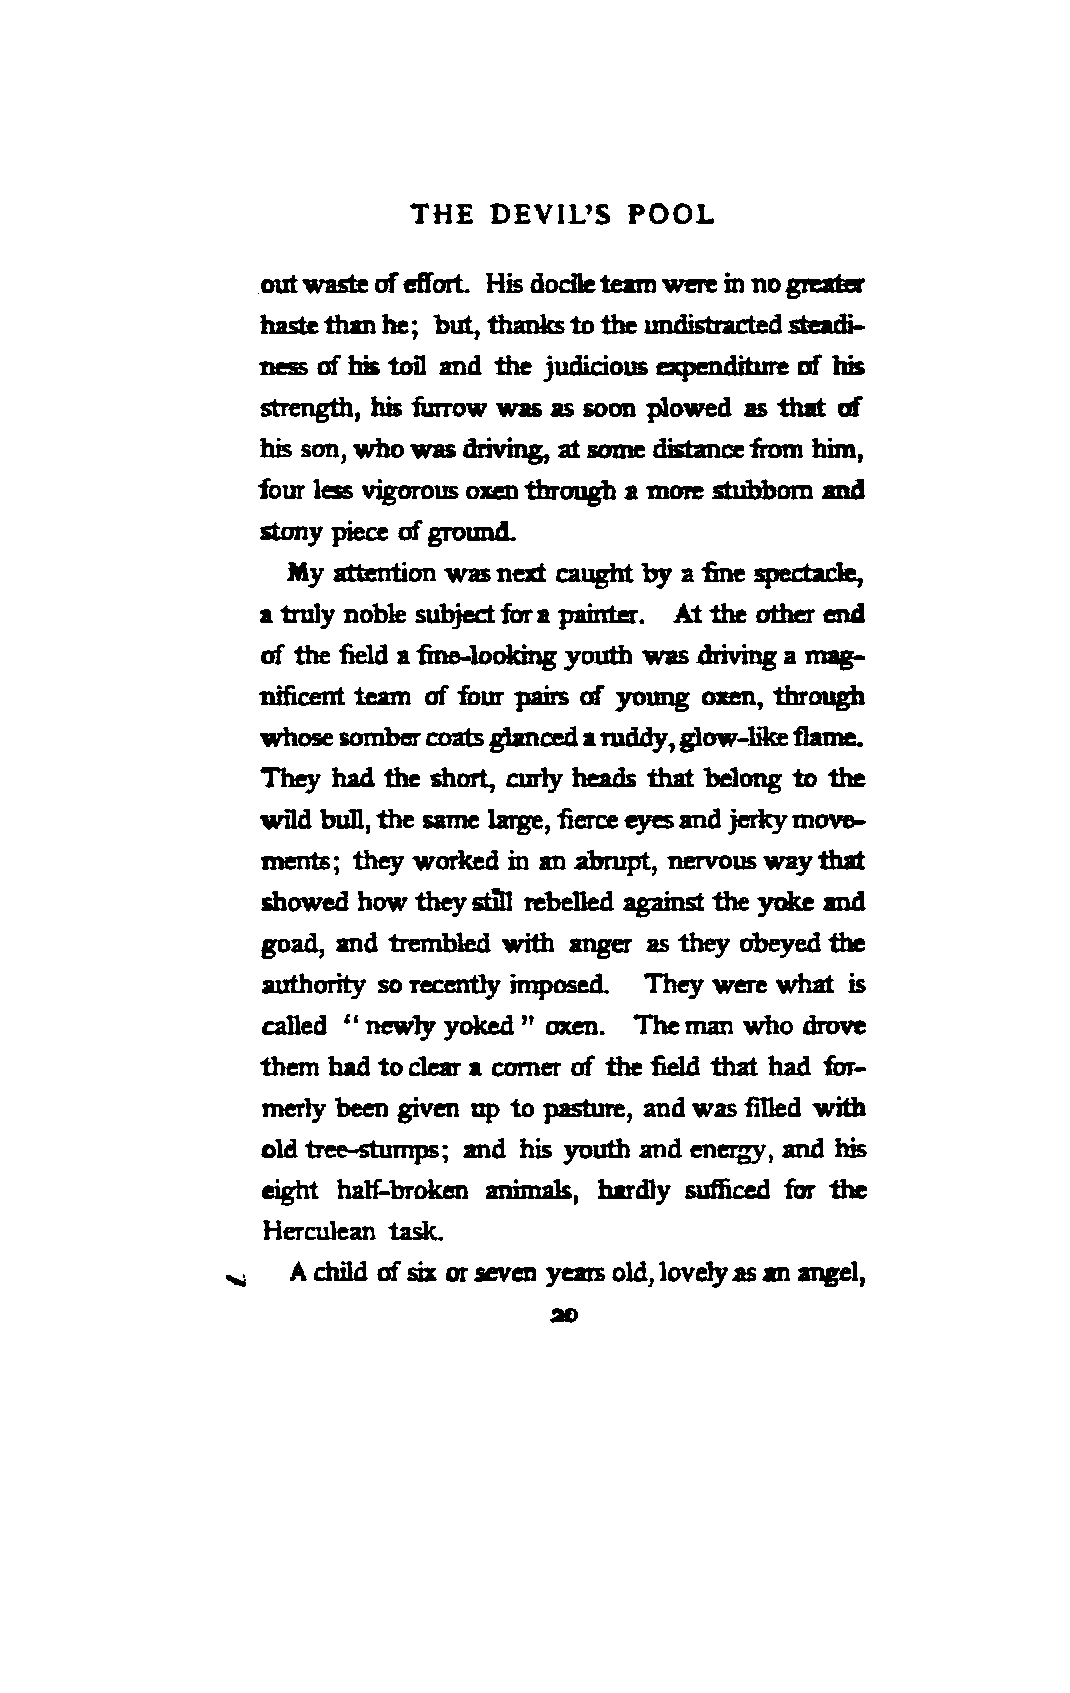 THE DEVIL'S POOL
out waste of effort. His docile team were in no greater
haste than he; but, thanks to the undistracted steadi-
ness of his toil and the judicious expenditure of his
strength, his furrow was as soon plowed as that of
his son, who was driving, at some distance from him,
four less vigorous oxen through a more stubborn and
stony piece of ground.
My attention was next caught by a fine spectacle,
a truly noble subject for a painter. At the other end
of the field a fine-looking youth was driving a mag-
nificent team of four pairs of young oxen, through
whose somber coats glanced a ruddy, glow-like flame.
They had the short, curly heads that belong to the
wild bull, the same large, fierce eyes and jerky move-
ments; they worked in an abrupt, nervous way that
showed how they still rebelled against the yoke and
goad, and trembled with anger as they obeyed the
authority so recently imposed. They were what is
called "newly yoked" oxen. The man who drove
them had to clear a corner of the field that had for-
merly been given up to pasture, and was filled with
old tree-stumps; and his youth and energy, and his
eight half-broken animals, hardly sufficed for the
Herculean task.
A child of six or seven years old, lovely as an angel,
20